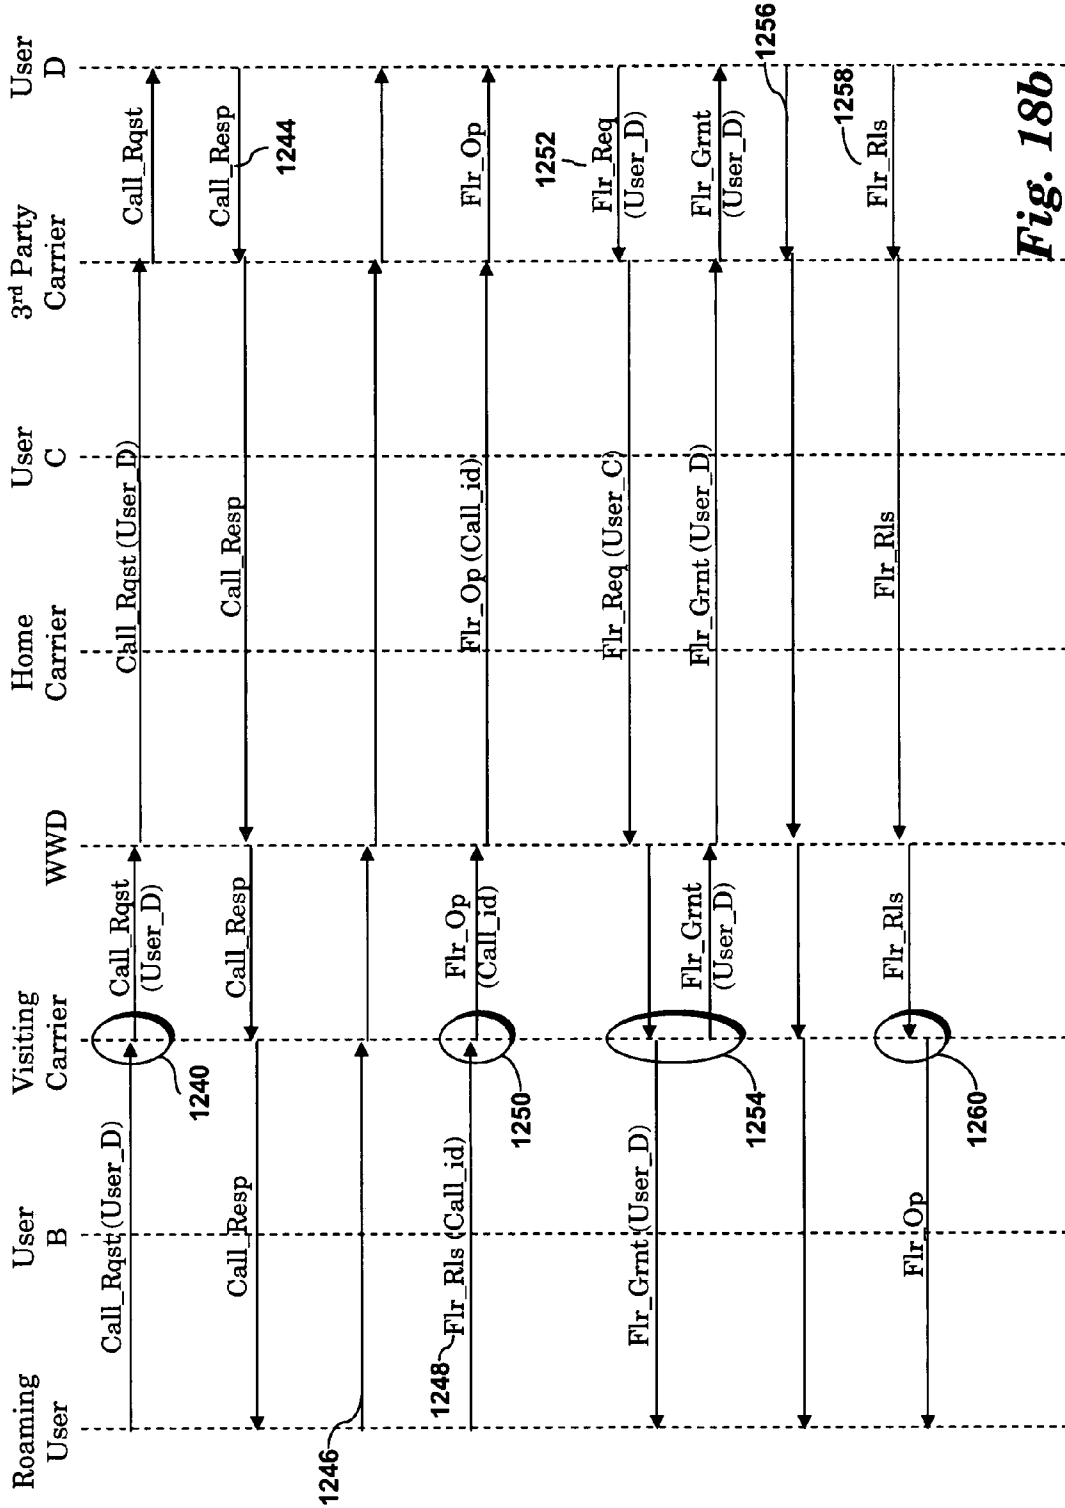 Roaming
User
User
B
Visiting
Carrier
WWD
Home
Carrier
User
C
3rd Party
Carrier
User
D
Call_Rqst (User_D)
1240
Call_Rqst
(User_D)
Call_Rqst (User_D)
Call_Rqst
Call_Resp
Call_Resp
Call_Resp
Call_Resp
1244
1246
1248
Flr_Rls (Call_id)
1250
Flr_Op
(Call_id)
Flr_Op (Call_id)
Flr_Op
1252
Flr_Req
(User_D)
Flr_Req (User_C)
Flr_Grnt (User_D)
1254
Flr_Grnt
(User_D)
Flr_Grnt (User_D)
Flr_Grnt
(User_D)
1256
1258
Flr_Rls
Flr_Rls
Flr_Rls
1260
Flr_Op
Fig. 18b